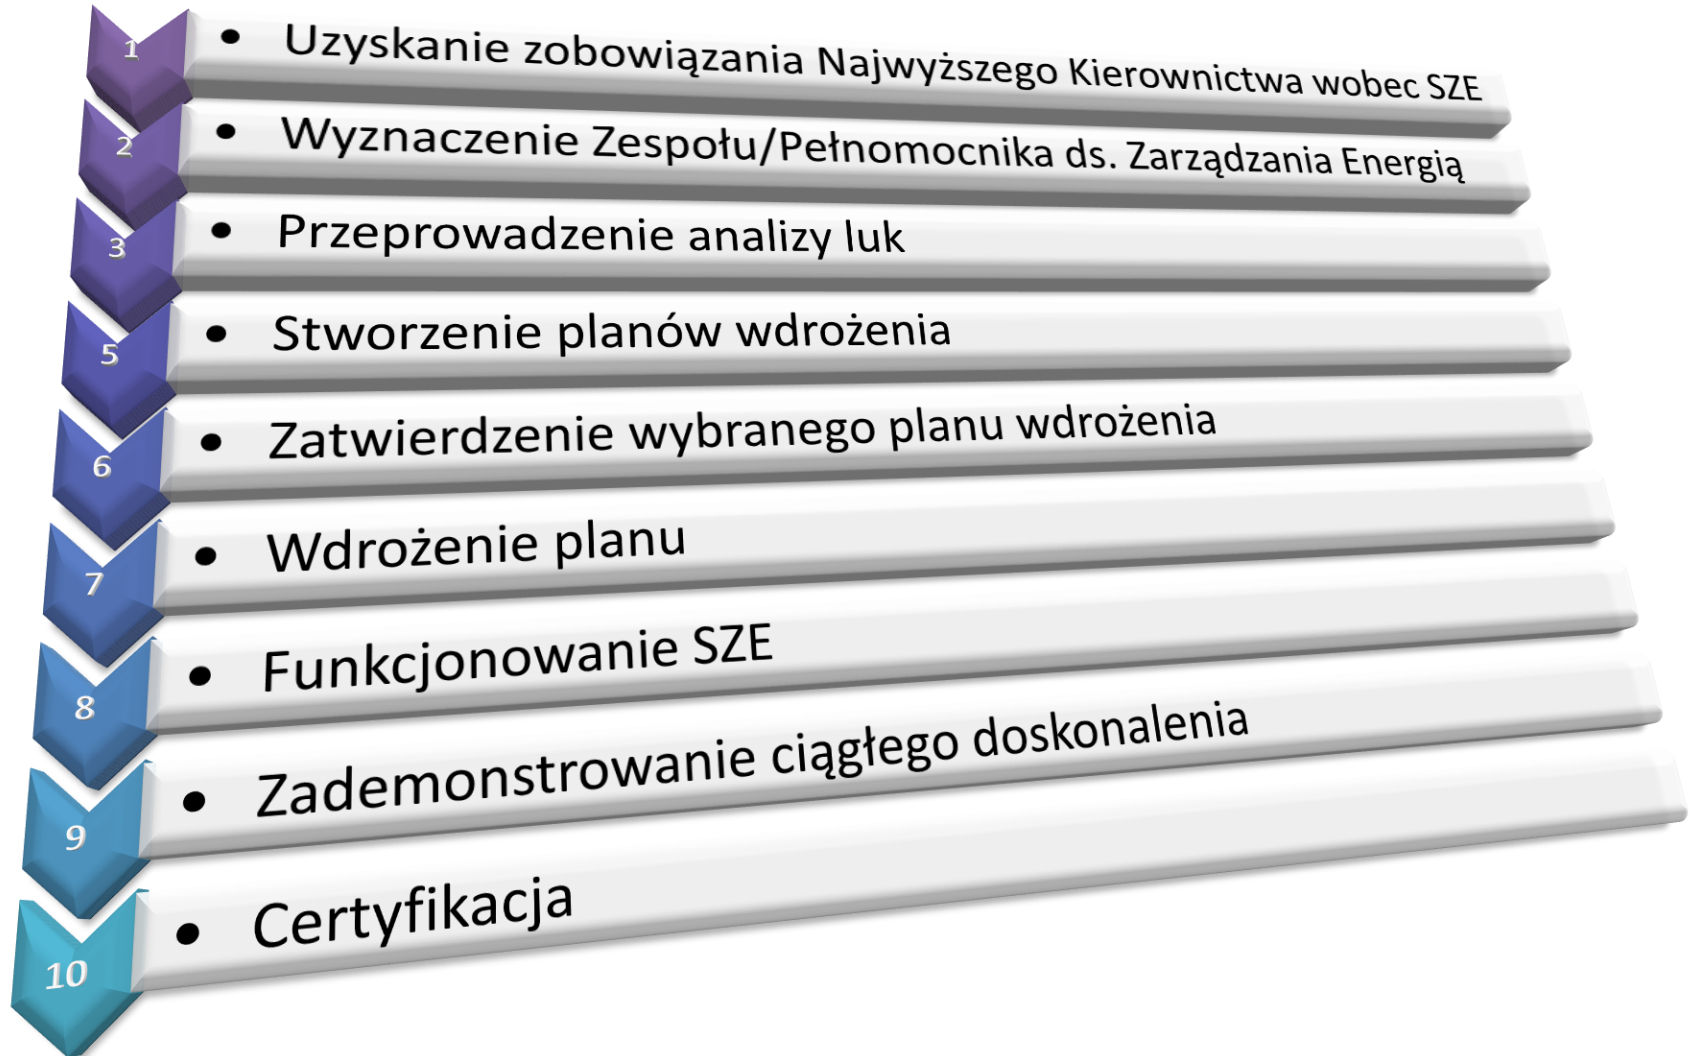 1 • Uzyskanie zobowiązania Najwyższego Kierownictwa wobec SZE
2 • Wyznaczenie Zespołu/Pełnomocnika ds. Zarządzania Energią
3 • Przeprowadzenie analizy luk
5 • Stworzenie planów wdrożenia
6 • Zatwierdzenie wybranego planu wdrożenia
7 • Wdrożenie planu
8 • Funkcjonowanie SZE
9 • Zademonstrowanie ciągłego doskonalenia
10 • Certyfikacja